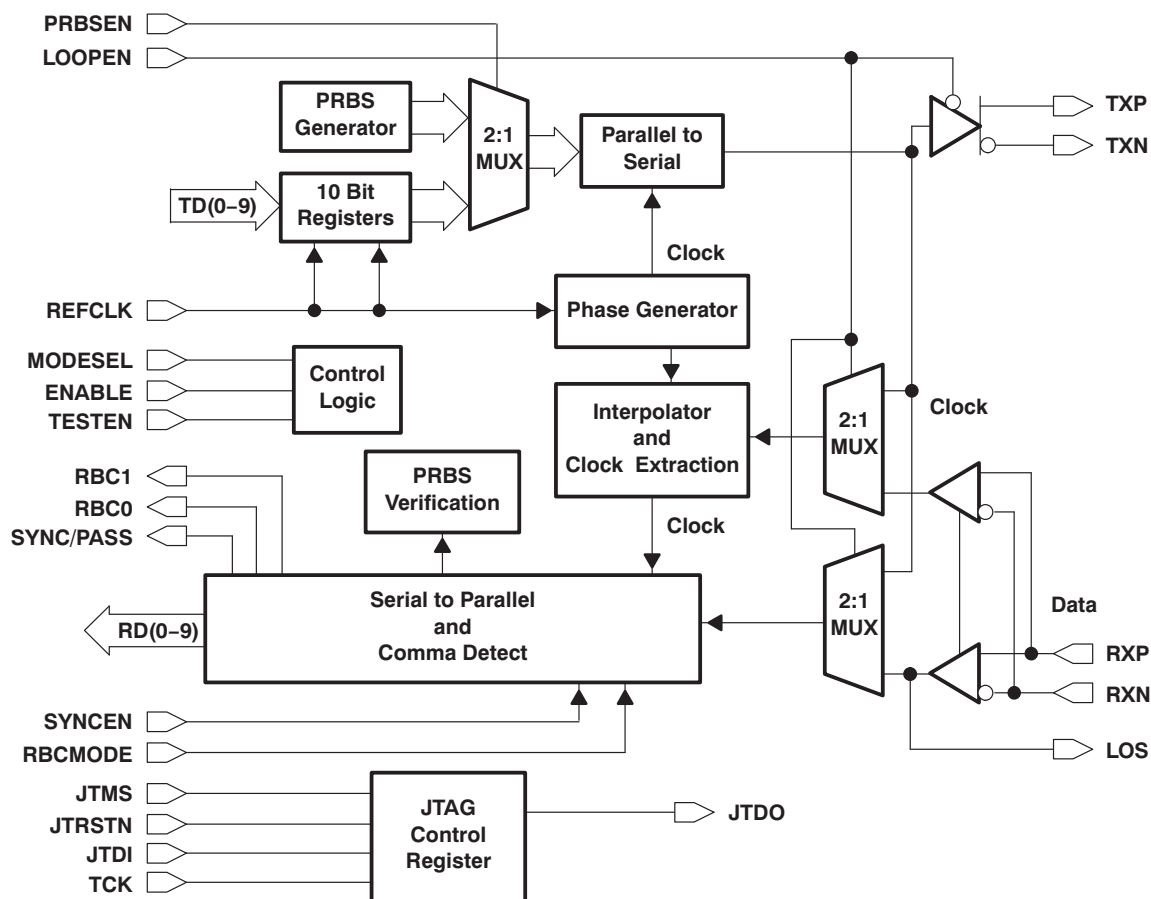 PRBSEN
LOOPEN
PRBS
Generator
2:1
MUX
Parallel to
Serial
TXP
TXN
TD(0–9)
10 Bit
Registers
Clock
REFCLK
Phase Generator
MODESEL
ENABLE
TESTEN
Control
Logic
Interpolator
and
Clock Extraction
2:1
MUX
Clock
RBC1
RBC0
SYNC/PASS
PRBS
Verification
Clock
RD(0–9)
Serial to Parallel
and
Comma Detect
2:1
MUX
Data
RXP
RXN
SYNCEN
RBCMODE
LOS
JTMS
JTRSTN
JTDI
TCK
JTAG
Control
Register
JTDO